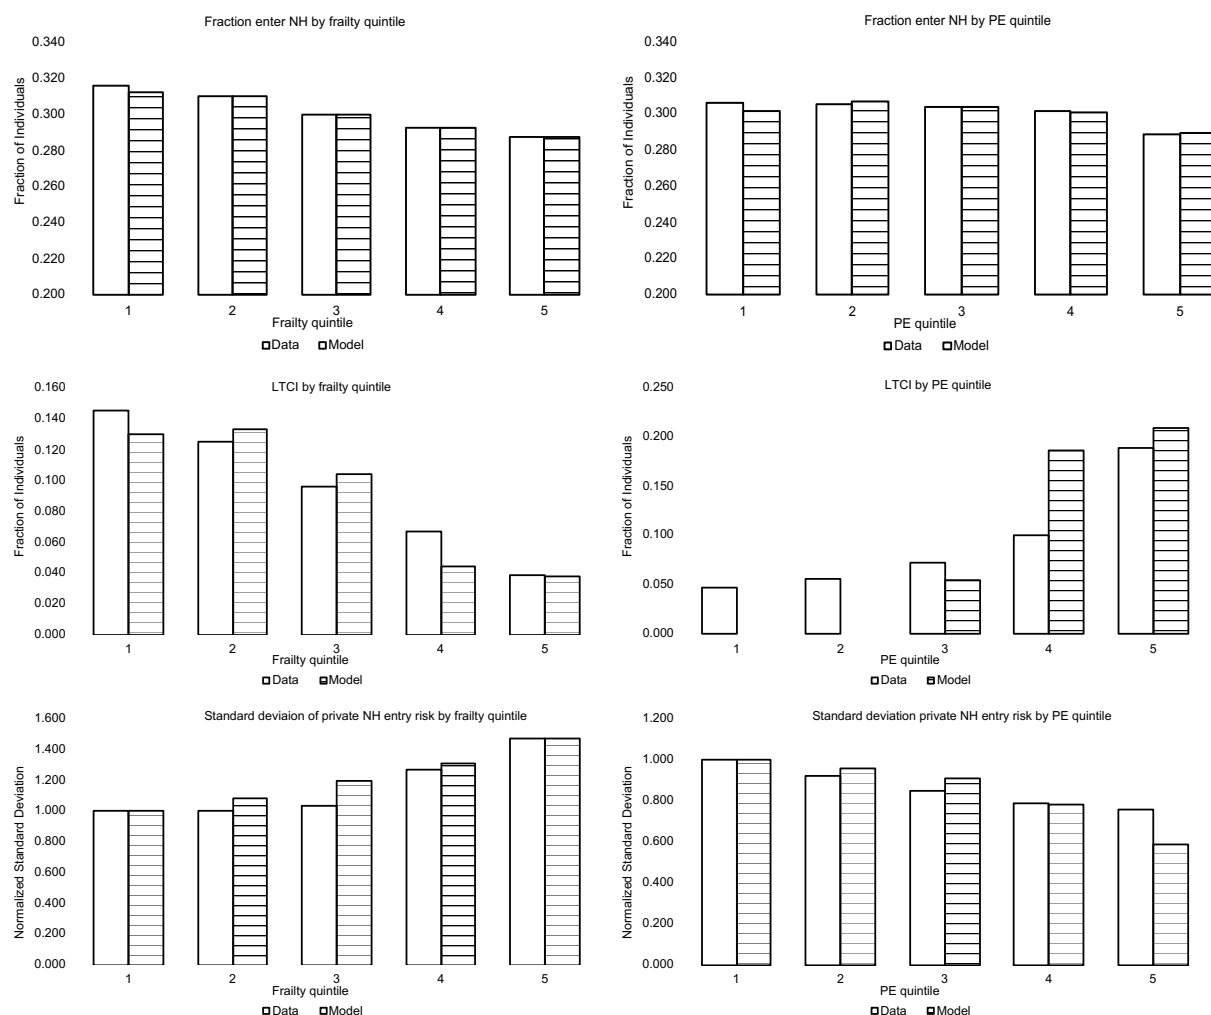 Fraction enter NH by frailty quintile
0.340
0.320
0.300
0.280
0.260
0.240
0.220
0.200
Fraction of Individuals
1 2 3 4 5
Frailty quintile
Data Model
Fraction enter NH by PE quintile
0.340
0.320
0.300
0.280
0.260
0.240
0.220
0.200
Fraction of Individuals
1 2 3 4 5
PE quintile
Data Model
LTCI by frailty quintile
0.160
0.140
0.120
0.100
0.080
0.060
0.040
0.020
0.000
Fraction of Individuals
1 2 3 4 5
Frailty quintile
Data Model
LTCI by PE quintile
0.250
0.200
0.150
0.100
0.050
0.000
Fraction of Individuals
1 2 3 4 5
PE quintile
Data Model
Standard deviaion of private NH entry risk by frailty quintile
1.600
1.400
1.200
1.000
0.800
0.600
0.400
0.200
0.000
Normalized Standard Deviation
1 2 3 4 5
Frailty quintile
Data Model
Standard deviation private NH entry risk by PE quintile
1.200
1.000
0.800
0.600
0.400
0.200
0.000
Normalized Standard Deviation
1 2 3 4 5
PE quintile
Data Model